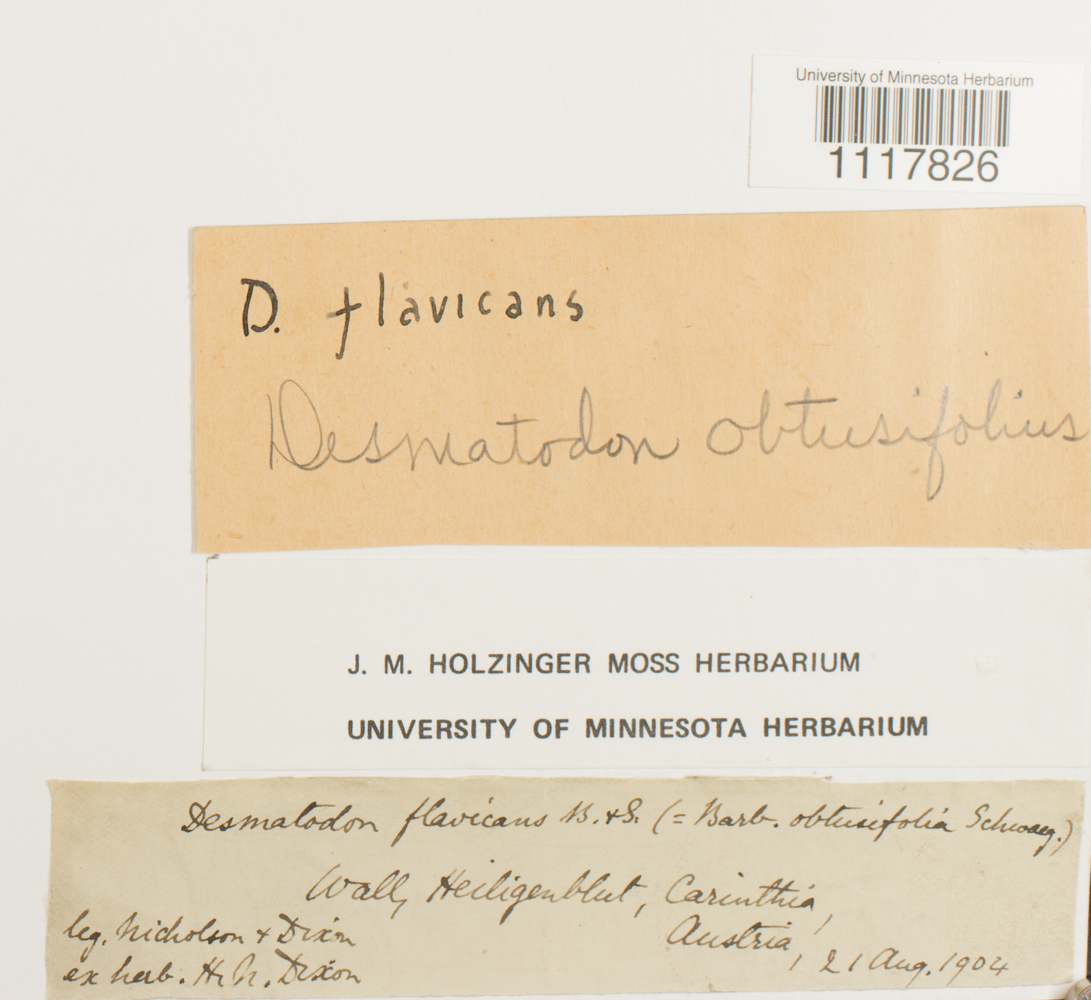 University of Minnesota Herbarium
1117826
D. flavicans
Desmatodon obtusifolius
J. M. HOLZINGER MOSS HERBARIUM
UNIVERSITY OF MINNESOTA HERBARIUM
Desmatodon flavicans B. & S. (= Barb. obtusifolia Schwaeg.)
Wall, Heiligenblut, Carinthia,
leg. Nicholson & Dixon Austria,
ex herb. H. N. Dixon 21 Aug. 1904